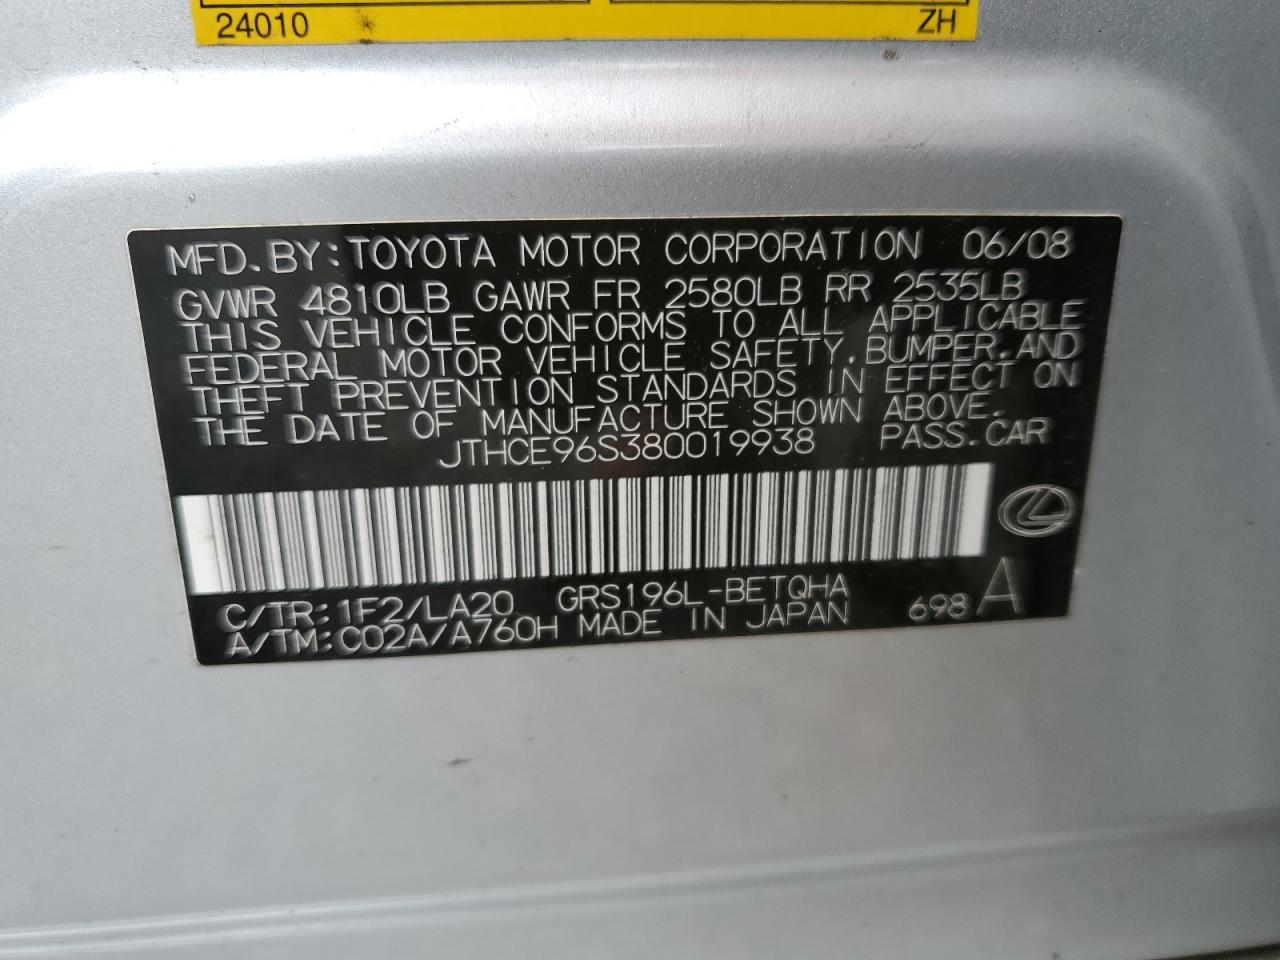 24010 ZH
MFD. BY: TOYOTA MOTOR CORPORATION 06/08
GVWR 4810LB GAWR FR 2580LB RR 2535LB
THIS VEHICLE CONFORMS TO ALL APPLICABLE
FEDERAL MOTOR VEHICLE SAFETY, BUMPER, AND
THEFT PREVENTION STANDARDS IN EFFECT ON
THE DATE OF MANUFACTURE SHOWN ABOVE.
JTHCE96S380019938 PASS. CAR
C/TR: 1F2/LA20 GRS196L-BETQHA
A/TM: C02A/A760H MADE IN JAPAN 698 A